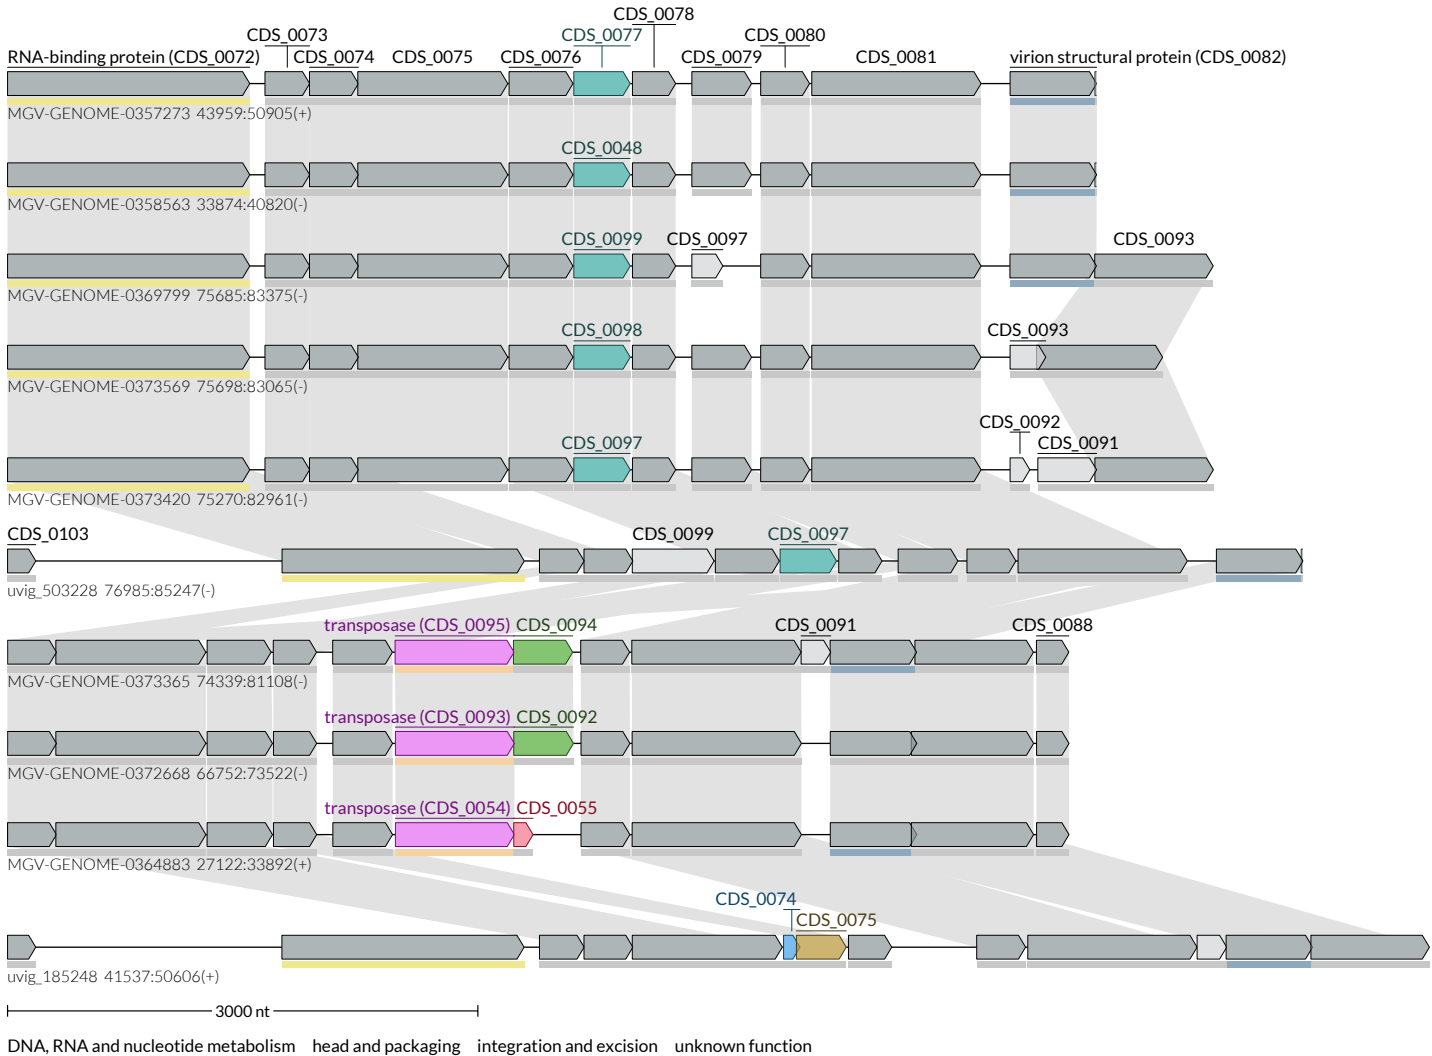 CDS_0078
CDS_0073 CDS_0077 CDS_0080
RNA-binding protein (CDS_0072) CDS_0074 CDS_0075 CDS_0076 CDS_0079 CDS_0081 virion structural protein (CDS_0082)
MGV-GENOME-0357273 43959:50905(+)
CDS_0048
MGV-GENOME-0358563 33874:40820(-)
CDS_0099 CDS_0097 CDS_0093
MGV-GENOME-0369799 75685:83375(-)
CDS_0098 CDS_0093
MGV-GENOME-0373569 75698:83065(-)
CDS_0092
CDS_0097 CDS_0091
MGV-GENOME-0373420 75270:82961(-)
CDS_0103 CDS_0099 CDS_0097
uvig_503228 76985:85247(-)
transposase (CDS_0095) CDS_0094 CDS_0091 CDS_0088
MGV-GENOME-0373365 74339:81108(-)
transposase (CDS_0093) CDS_0092
MGV-GENOME-0372668 66752:73522(-)
transposase (CDS_0054) CDS_0055
MGV-GENOME-0364883 27122:33892(+)
CDS_0074
CDS_0075
uvig_185248 41537:50606(+)
3000 nt
DNA, RNA and nucleotide metabolism head and packaging integration and excision unknown function